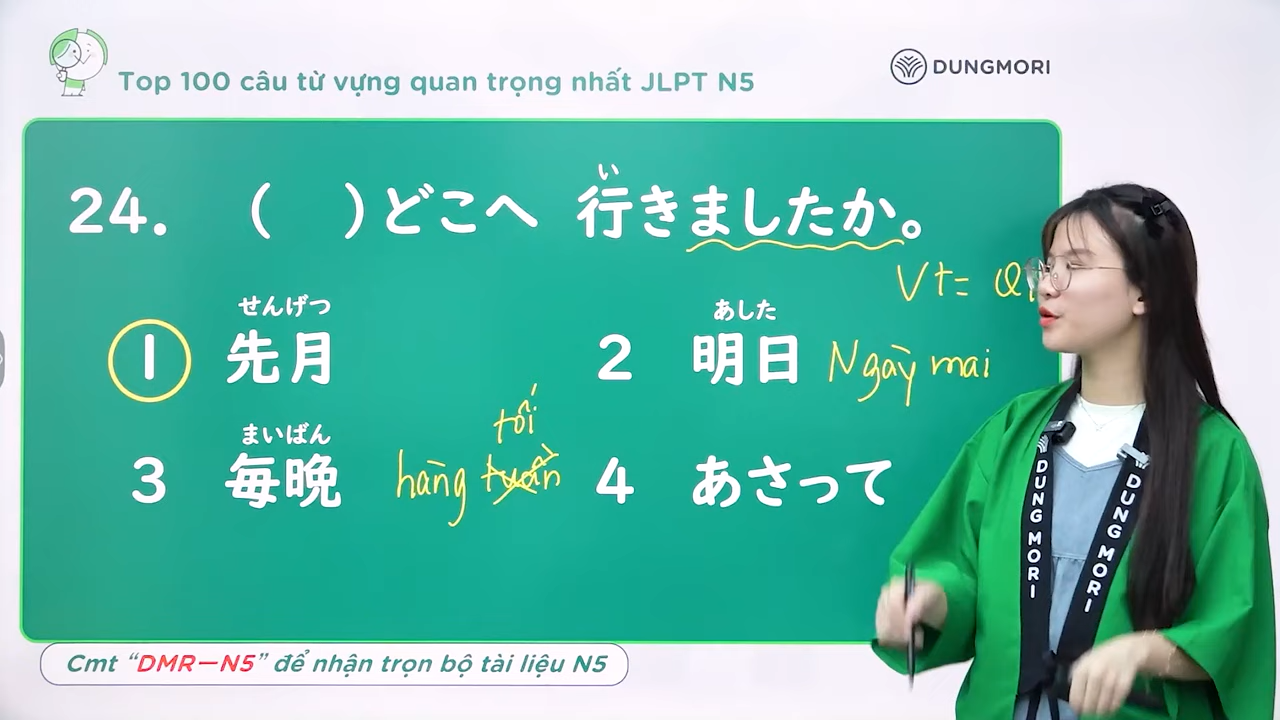 Top 100 câu từ vựng quan trọng nhất JLPT N5
DUNGMORI
い
24. ( )どこへ 行きましたか。
Vt=
せんげつ
1 先月
あした
2 明日 Ngày mai
まいばん
3 毎晩 hàng tuần
tối
4 あさって
DUNG MORI
DUNG MORI
Cmt “DMR–N5” để nhận trọn bộ tài liệu N5